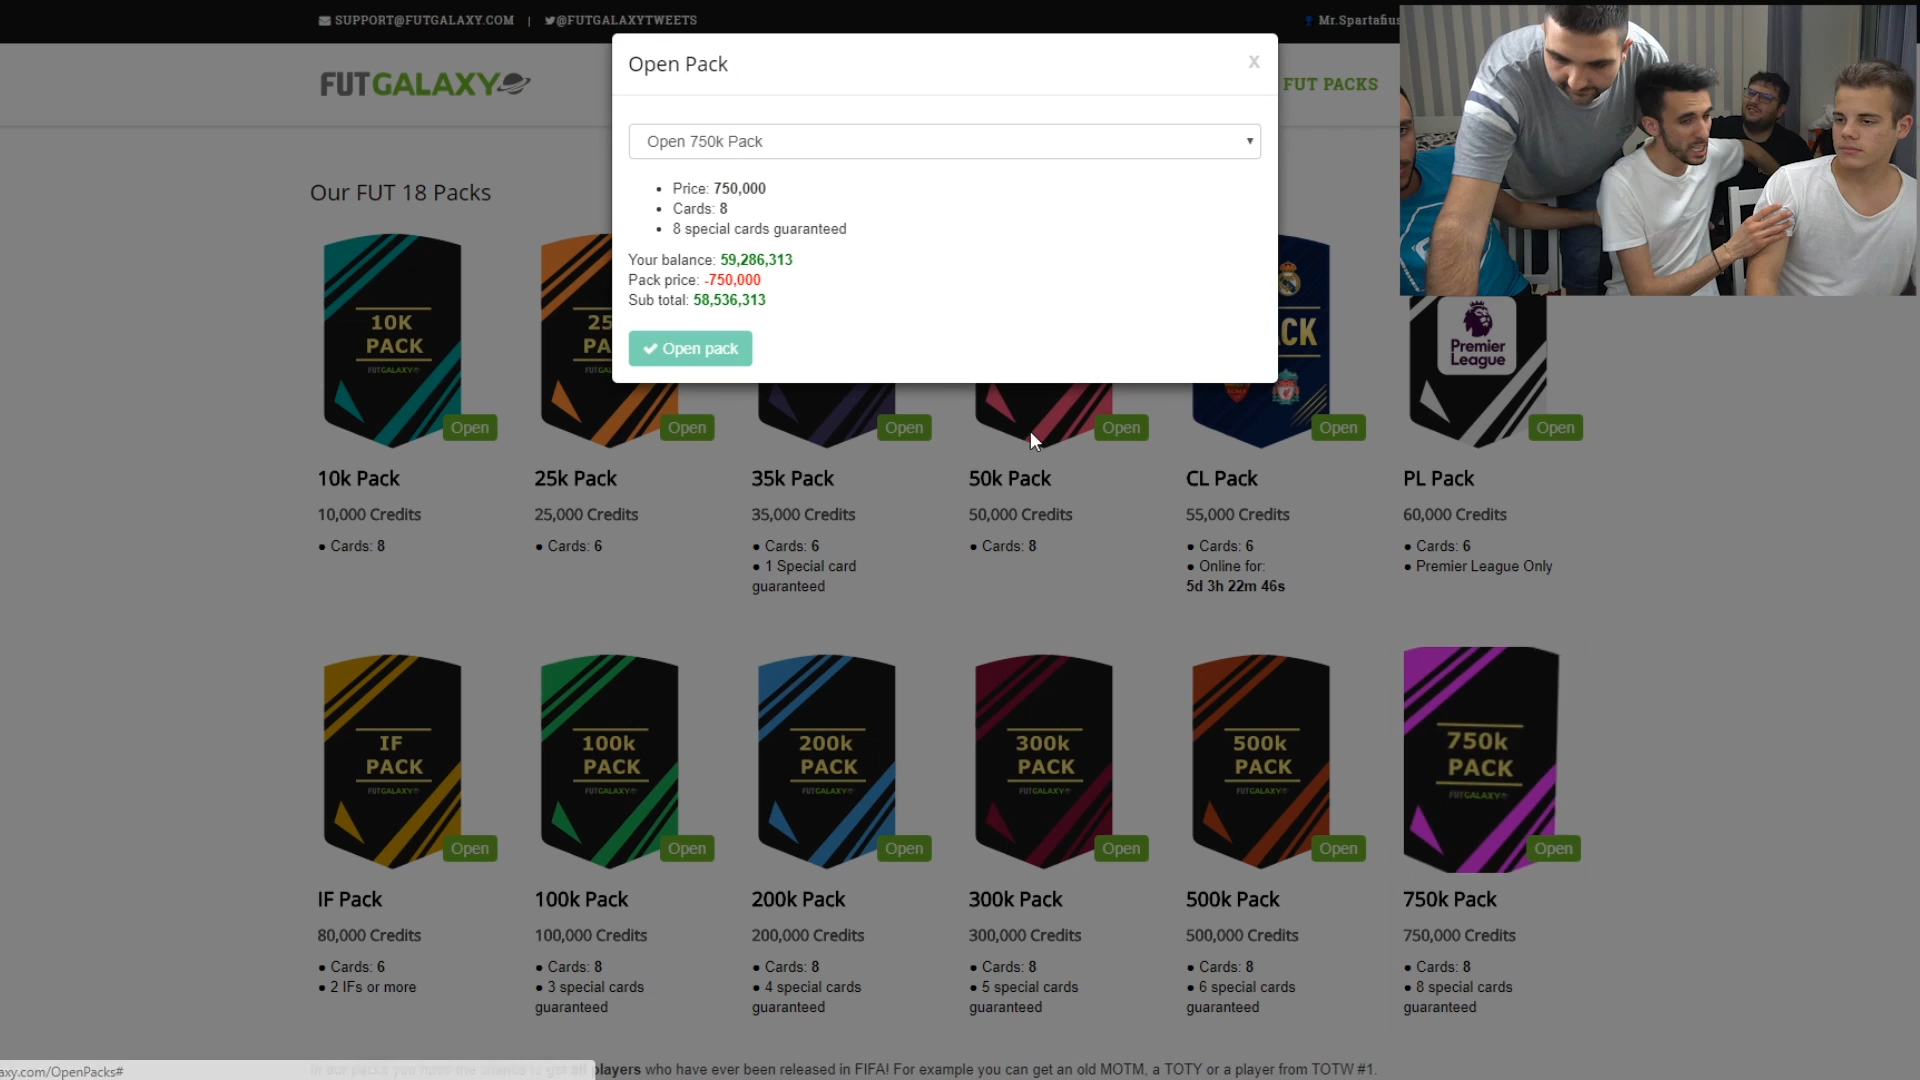 SUPPORT@FUTGALAXY.COM | @FUTGALAXYTWEETS Mr.Spartafius
FUTGALAXY
FUT PACKS
Open Pack X
Open 750k Pack
• Price: 750,000
• Cards: 8
• 8 special cards guaranteed
Your balance: 59,286,313
Pack price: -750,000
Sub total: 58,536,313
Open pack
Our FUT 18 Packs
10K
PACK
FUTGALAXY
Open
10k Pack
10,000 Credits
• Cards: 8
25
PA
Open
25k Pack
25,000 Credits
• Cards: 6
Open
35k Pack
35,000 Credits
• Cards: 6
• 1 Special card
guaranteed
Open
50k Pack
50,000 Credits
• Cards: 8
CK
Open
CL Pack
55,000 Credits
• Cards: 6
• Online for:
5d 3h 22m 46s
Premier
League
Open
PL Pack
60,000 Credits
• Cards: 6
• Premier League Only
IF
PACK
FUTGALAXY
Open
IF Pack
80,000 Credits
• Cards: 6
• 2 IFs or more
100k
PACK
FUTGALAXY
Open
100k Pack
100,000 Credits
• Cards: 8
• 3 special cards
guaranteed
200k
PACK
FUTGALAXY
Open
200k Pack
200,000 Credits
• Cards: 8
• 4 special cards
guaranteed
300k
PACK
FUTGALAXY
Open
300k Pack
300,000 Credits
• Cards: 8
• 5 special cards
guaranteed
500k
PACK
FUTGALAXY
Open
500k Pack
500,000 Credits
• Cards: 8
• 6 special cards
guaranteed
750k
PACK
FUTGALAXY
Open
750k Pack
750,000 Credits
• Cards: 8
• 8 special cards
guaranteed
players who have ever been released in FIFA! For example you can get an old MOTM, a TOTY or a player from TOTW #1.
axy.com/OpenPacks#